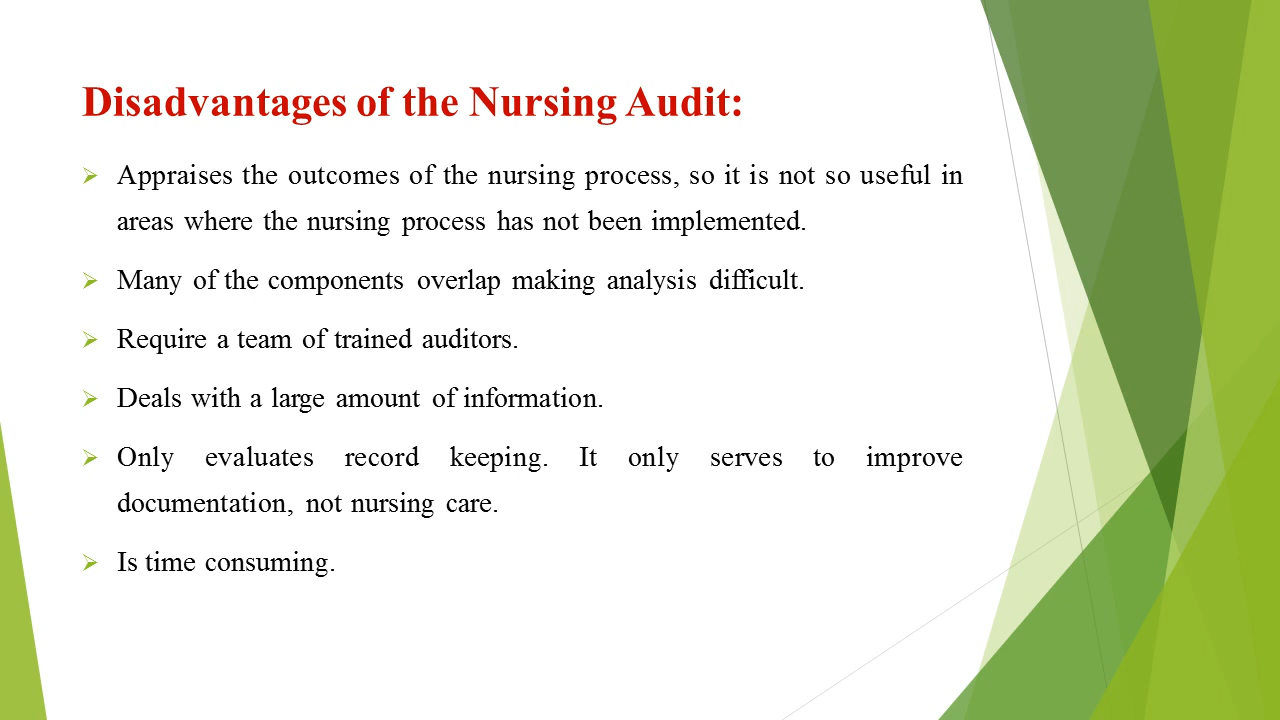 Disadvantages of the Nursing Audit:
Appraises the outcomes of the nursing process, so it is not so useful in
areas where the nursing process has not been implemented.
Many of the components overlap making analysis difficult.
Require a team of trained auditors.
Deals with a large amount of information.
Only evaluates record keeping. It only serves to improve
documentation, not nursing care.
Is time consuming.